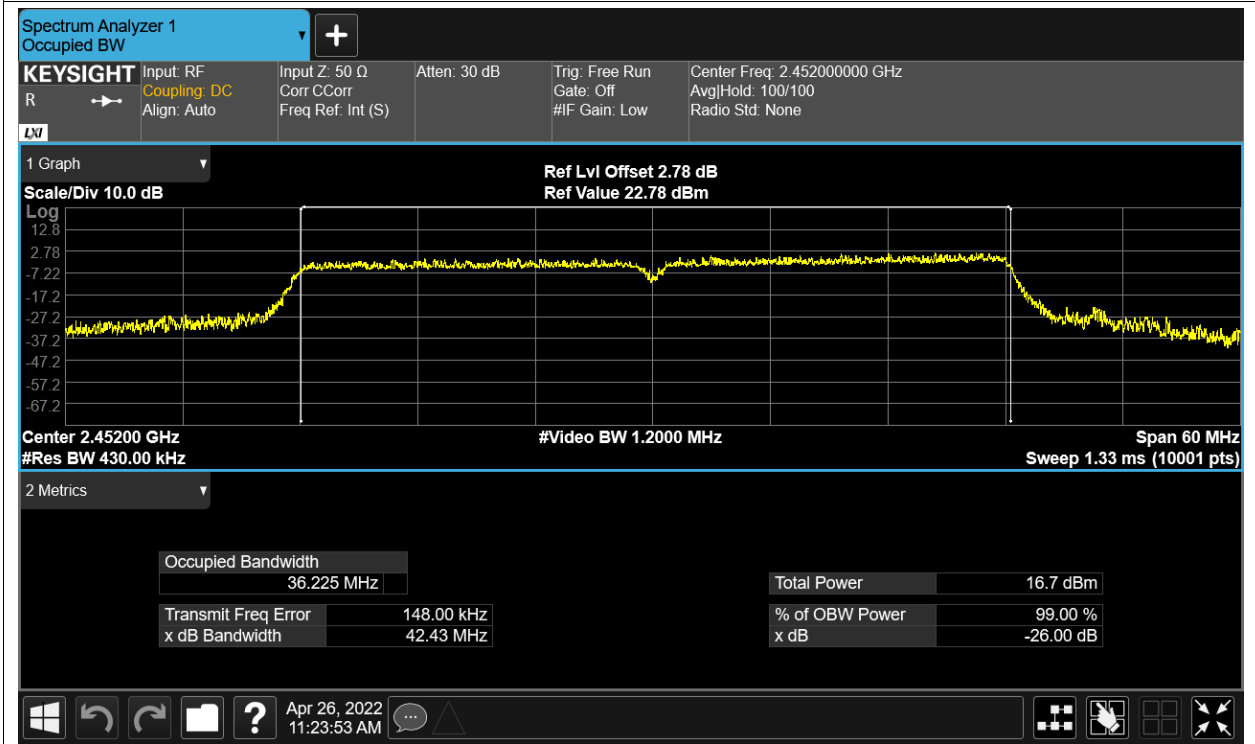 Spectrum Analyzer 1
Occupied BW
KEYSIGHT
R
LXI
Input: RF
Coupling: DC
Align: Auto
Input Z: 50 Ω
Corr CCorr
Freq Ref: Int (S)
Atten: 30 dB
Trig: Free Run
Gate: Off
#IF Gain: Low
Center Freq: 2.452000000 GHz
Avg|Hold: 100/100
Radio Std: None
1 Graph
Scale/Div 10.0 dB
Ref Lvl Offset 2.78 dB
Ref Value 22.78 dBm
Log
12.8
2.78
-7.22
-17.2
-27.2
-37.2
-47.2
-57.2
-67.2
Center 2.45200 GHz
#Video BW 1.2000 MHz
Span 60 MHz
#Res BW 430.00 kHz
Sweep 1.33 ms (10001 pts)
2 Metrics
Occupied Bandwidth
36.225 MHz
Total Power 16.7 dBm
Transmit Freq Error 148.00 kHz
% of OBW Power 99.00 %
x dB Bandwidth 42.43 MHz
x dB -26.00 dB
?
Apr 26, 2022
11:23:53 AM